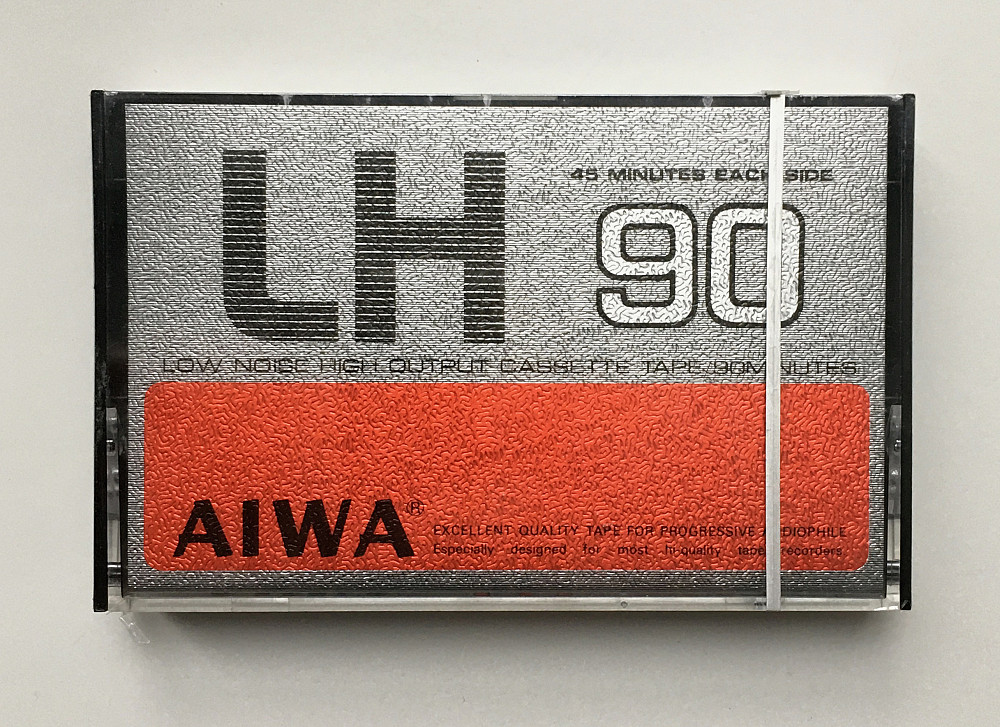 LH
45 MINUTES EACH SIDE
90
LOW NOISE HIGH OUTPUT CASSETTE TAPE/90MINUTES
AIWA®
EXCELLENT QUALITY TAPE FOR PROGRESSIVE AUDIOPHILE
Especially designed for most hi-quality tape recorders.